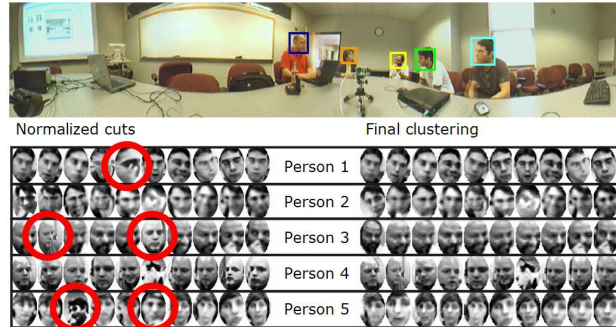 Normalized cuts
Final clustering
Person 1
Person 2
Person 3
Person 4
Person 5